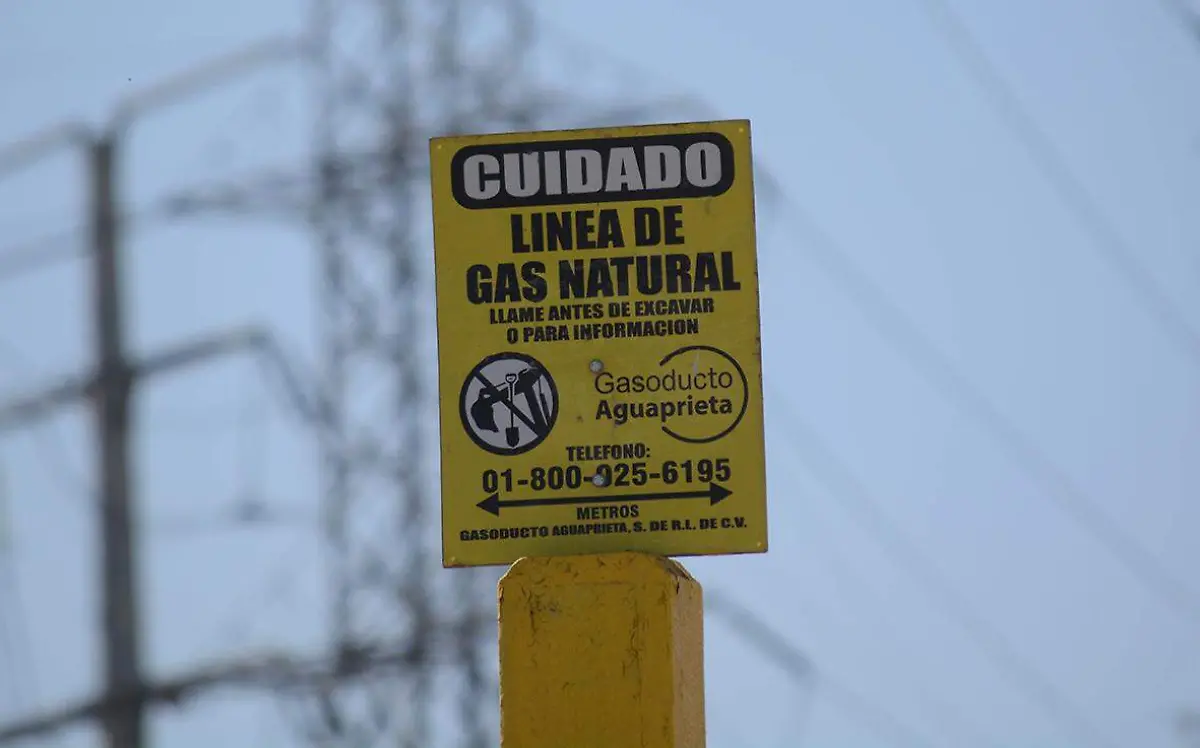 CUIDADO
LINEA DE
GAS NATURAL
LLAME ANTES DE EXCAVAR
O PARA INFORMACION
Gasoducto
Aguaprieta
TELEFONO:
01-800-925-6195
METROS
GASODUCTO AGUAPRIETA, S. DE R.L. DE C.V.